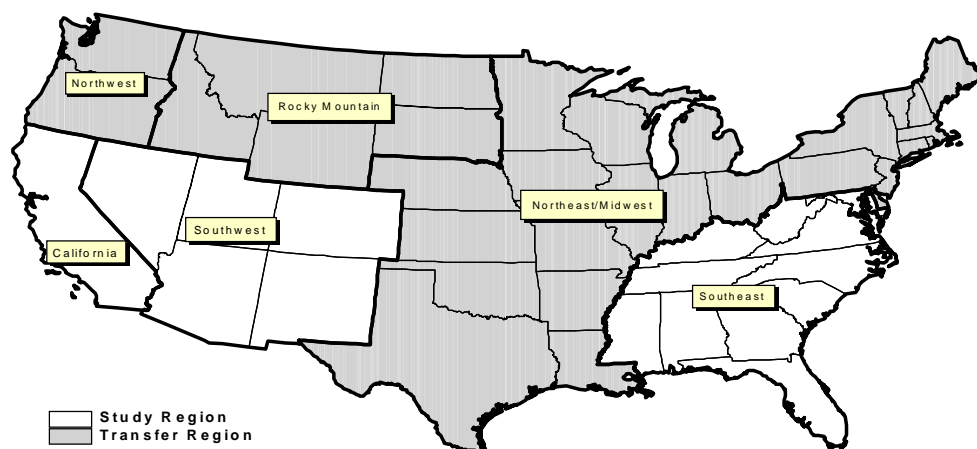 Northwest
Rocky Mountain
Northeast/Midwest
Southwest
California
Southeast
Study Region
Transfer Region